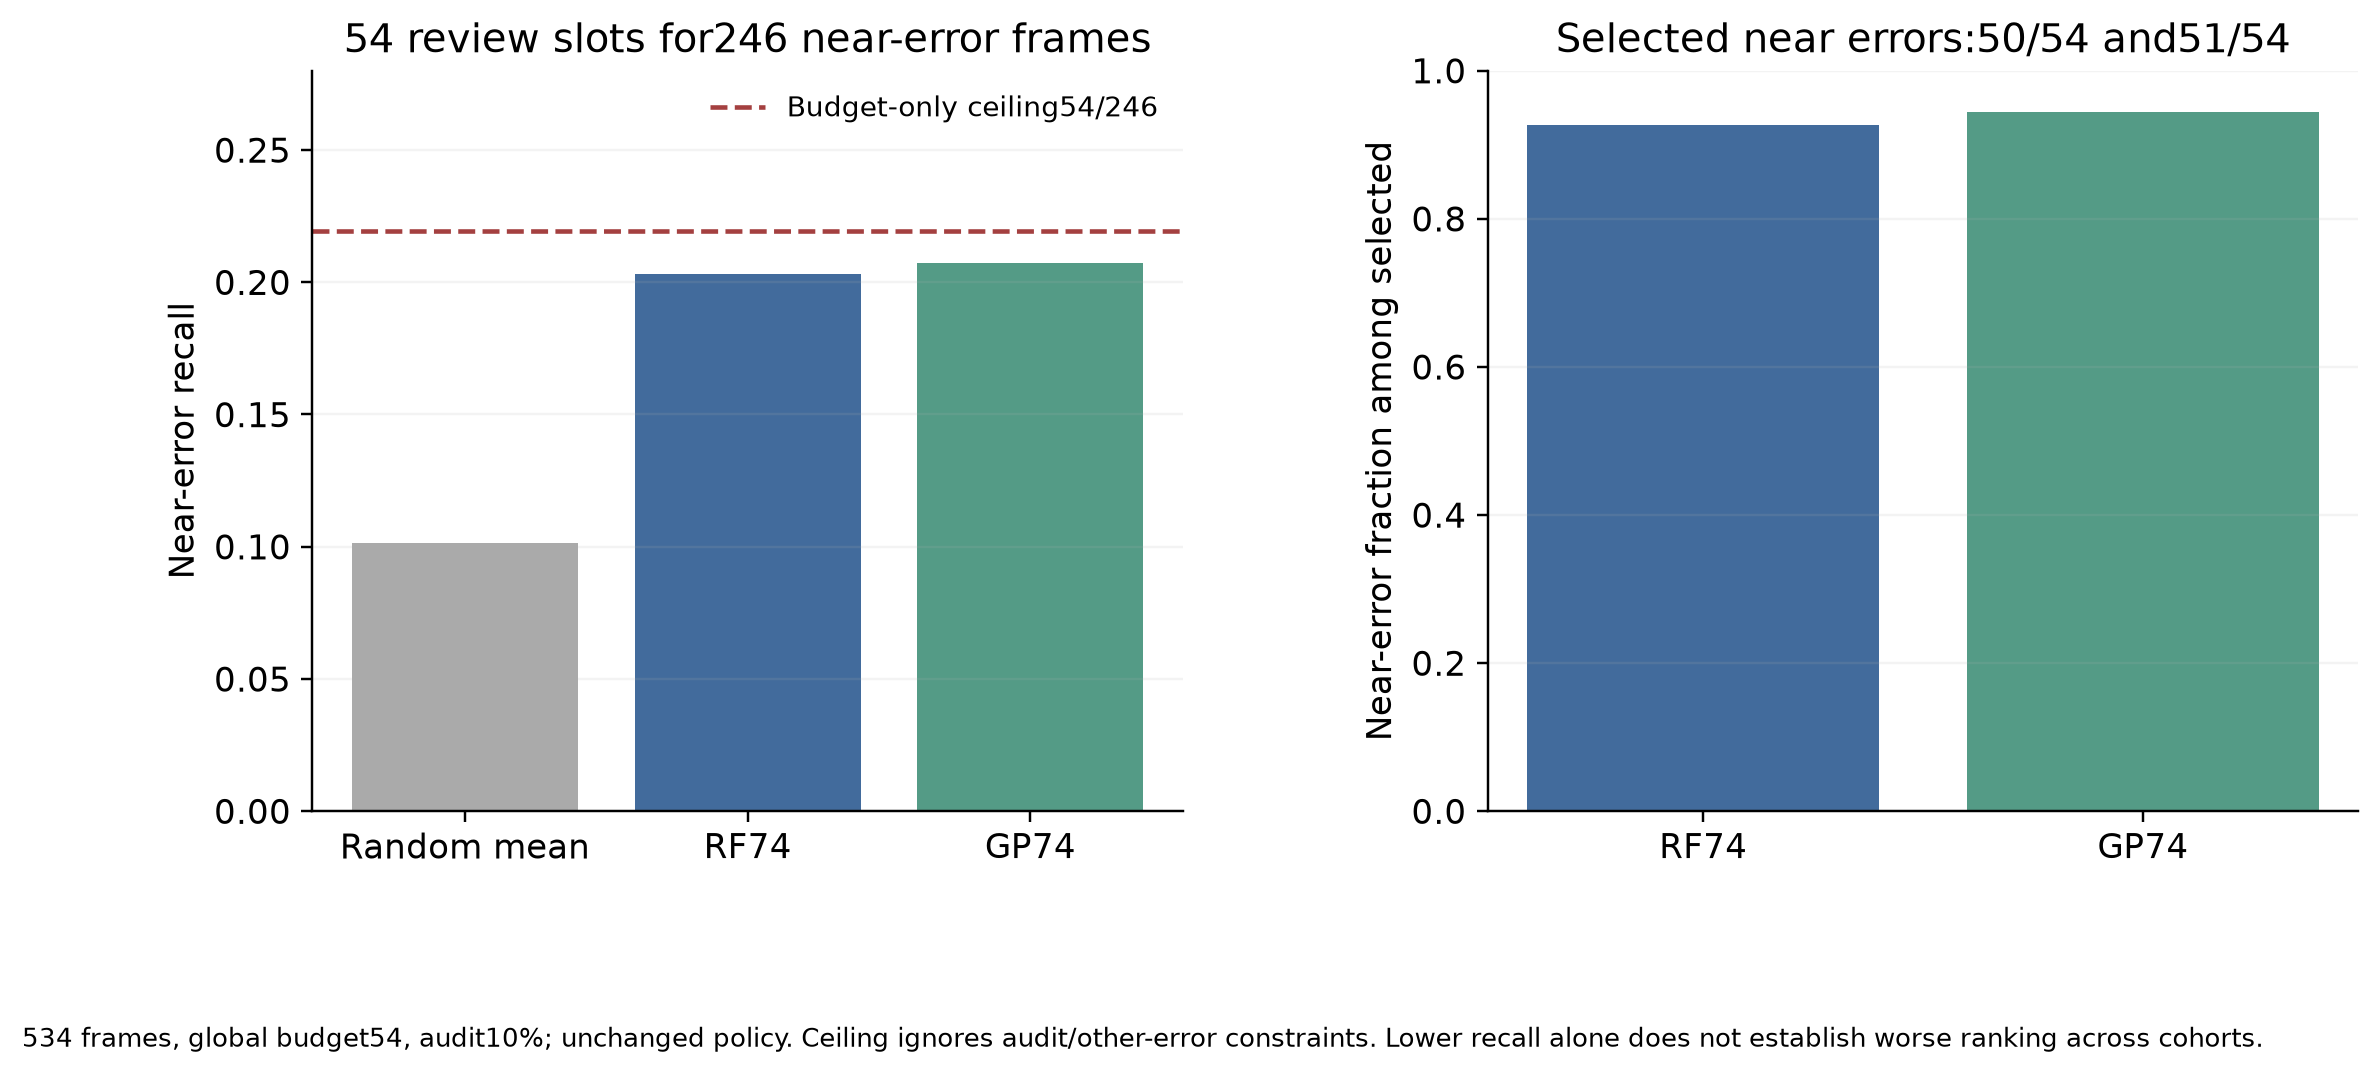 54 review slots for246 near-error frames
Budget-only ceiling54/246
Near-error recall
0.25
0.20
0.15
0.10
0.05
0.00
Random mean
RF74
GP74
Selected near errors:50/54 and51/54
Near-error fraction among selected
1.0
0.8
0.6
0.4
0.2
0.0
RF74
GP74
534 frames, global budget54, audit10%; unchanged policy. Ceiling ignores audit/other-error constraints. Lower recall alone does not establish worse ranking across cohorts.